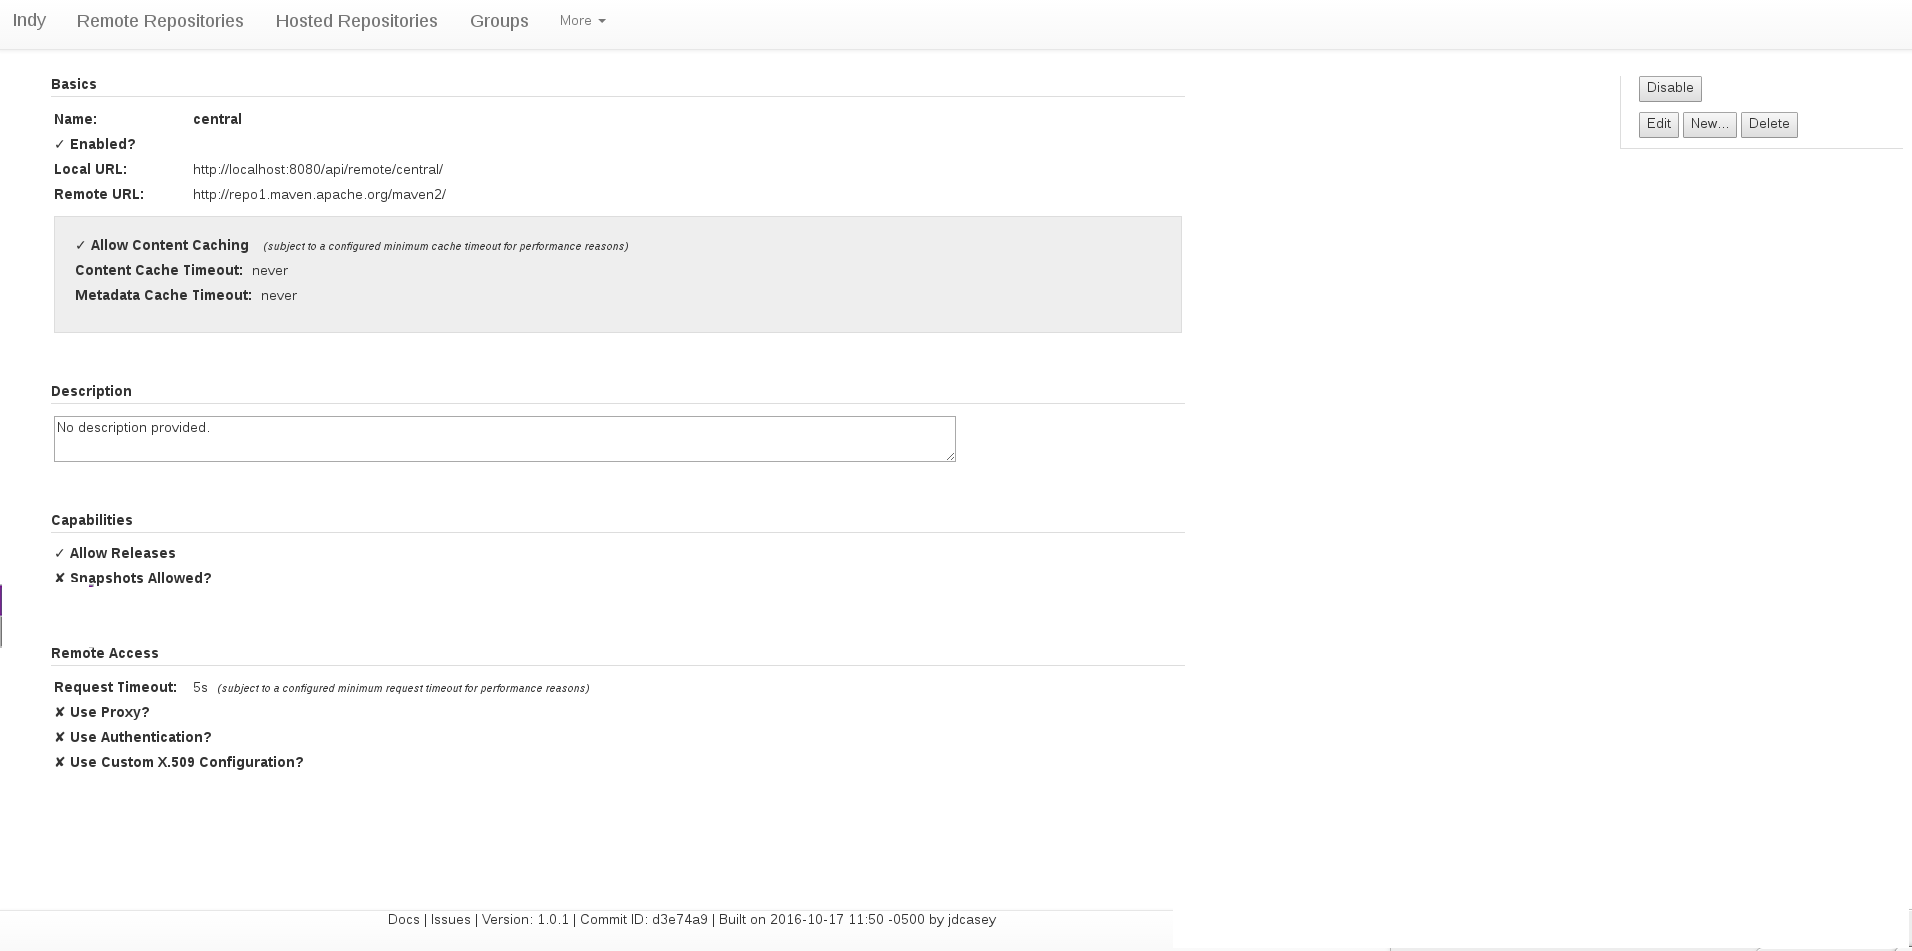 Indy Remote Repositories Hosted Repositories Groups More
Basics
Disable
Name: central
Edit New... Delete
✓ Enabled?
Local URL: http://localhost:8080/api/remote/central/
Remote URL: http://repo1.maven.apache.org/maven2/
✓ Allow Content Caching (subject to a configured minimum cache timeout for performance reasons)
Content Cache Timeout: never
Metadata Cache Timeout: never
Description
No description provided.
Capabilities
✓ Allow Releases
✘ Snapshots Allowed?
Remote Access
Request Timeout: 5s (subject to a configured minimum request timeout for performance reasons)
✘ Use Proxy?
✘ Use Authentication?
✘ Use Custom X.509 Configuration?
Docs | Issues | Version: 1.0.1 | Commit ID: d3e74a9 | Built on 2016-10-17 11:50 -0500 by jdcasey